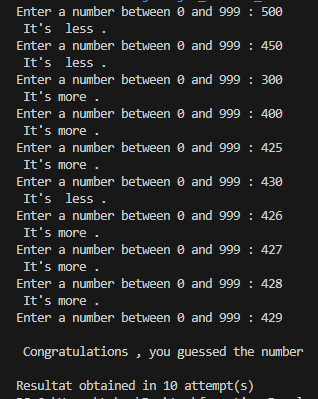 Enter a number between 0 and 999 : 500
It's  less .
Enter a number between 0 and 999 : 450
It's  less .
Enter a number between 0 and 999 : 300
It's more .
Enter a number between 0 and 999 : 400
It's more .
Enter a number between 0 and 999 : 425
It's more .
Enter a number between 0 and 999 : 430
It's  less .
Enter a number between 0 and 999 : 426
It's more .
Enter a number between 0 and 999 : 427
It's more .
Enter a number between 0 and 999 : 428
It's more .
Enter a number between 0 and 999 : 429
Congratulations , you guessed the number
Resultat obtained in 10 attempt(s)